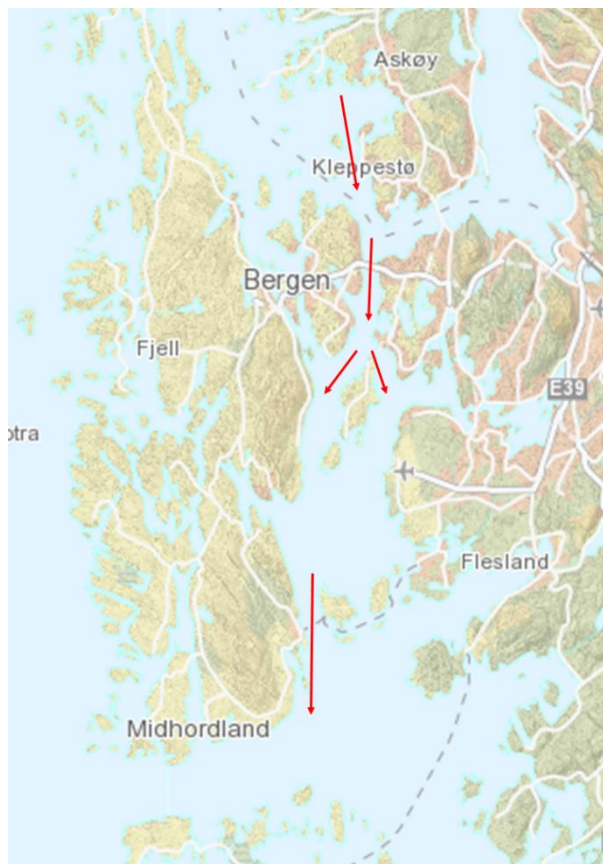 Askøy
Kleppestø
Bergen
Fjell
E39
otra
Flesland
Midhordland